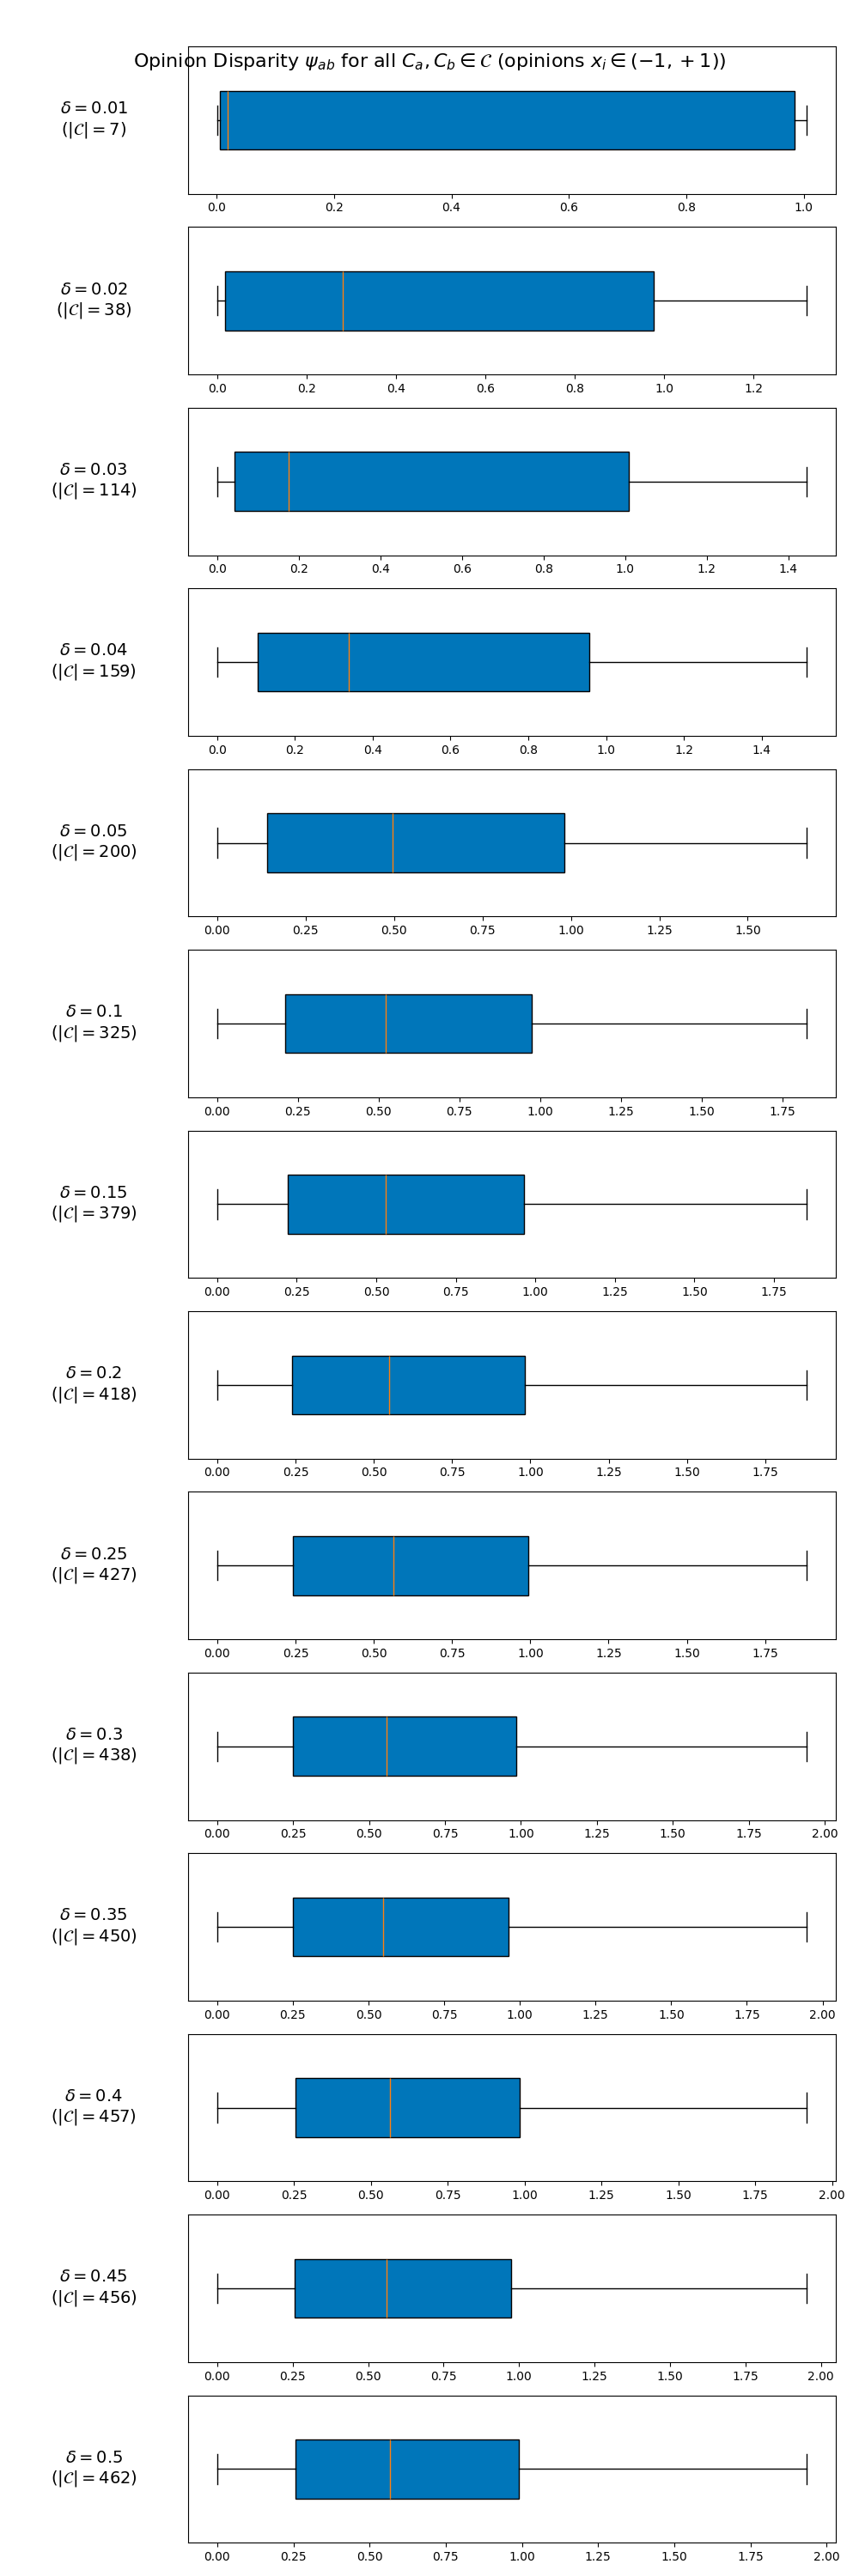 Opinion Disparity ψ_ab for all C_a, C_b ∈ 𝒞 (opinions x_i ∈ (−1, +1))
δ = 0.01
(|𝒞| = 7)
0.0 0.2 0.4 0.6 0.8 1.0
δ = 0.02
(|𝒞| = 38)
0.0 0.2 0.4 0.6 0.8 1.0 1.2
δ = 0.03
(|𝒞| = 114)
0.0 0.2 0.4 0.6 0.8 1.0 1.2 1.4
δ = 0.04
(|𝒞| = 159)
0.0 0.2 0.4 0.6 0.8 1.0 1.2 1.4
δ = 0.05
(|𝒞| = 200)
0.00 0.25 0.50 0.75 1.00 1.25 1.50
δ = 0.1
(|𝒞| = 325)
0.00 0.25 0.50 0.75 1.00 1.25 1.50 1.75
δ = 0.15
(|𝒞| = 379)
0.00 0.25 0.50 0.75 1.00 1.25 1.50 1.75
δ = 0.2
(|𝒞| = 418)
0.00 0.25 0.50 0.75 1.00 1.25 1.50 1.75
δ = 0.25
(|𝒞| = 427)
0.00 0.25 0.50 0.75 1.00 1.25 1.50 1.75
δ = 0.3
(|𝒞| = 438)
0.00 0.25 0.50 0.75 1.00 1.25 1.50 1.75 2.00
δ = 0.35
(|𝒞| = 450)
0.00 0.25 0.50 0.75 1.00 1.25 1.50 1.75 2.00
δ = 0.4
(|𝒞| = 457)
0.00 0.25 0.50 0.75 1.00 1.25 1.50 1.75 2.00
δ = 0.45
(|𝒞| = 456)
0.00 0.25 0.50 0.75 1.00 1.25 1.50 1.75 2.00
δ = 0.5
(|𝒞| = 462)
0.00 0.25 0.50 0.75 1.00 1.25 1.50 1.75 2.00